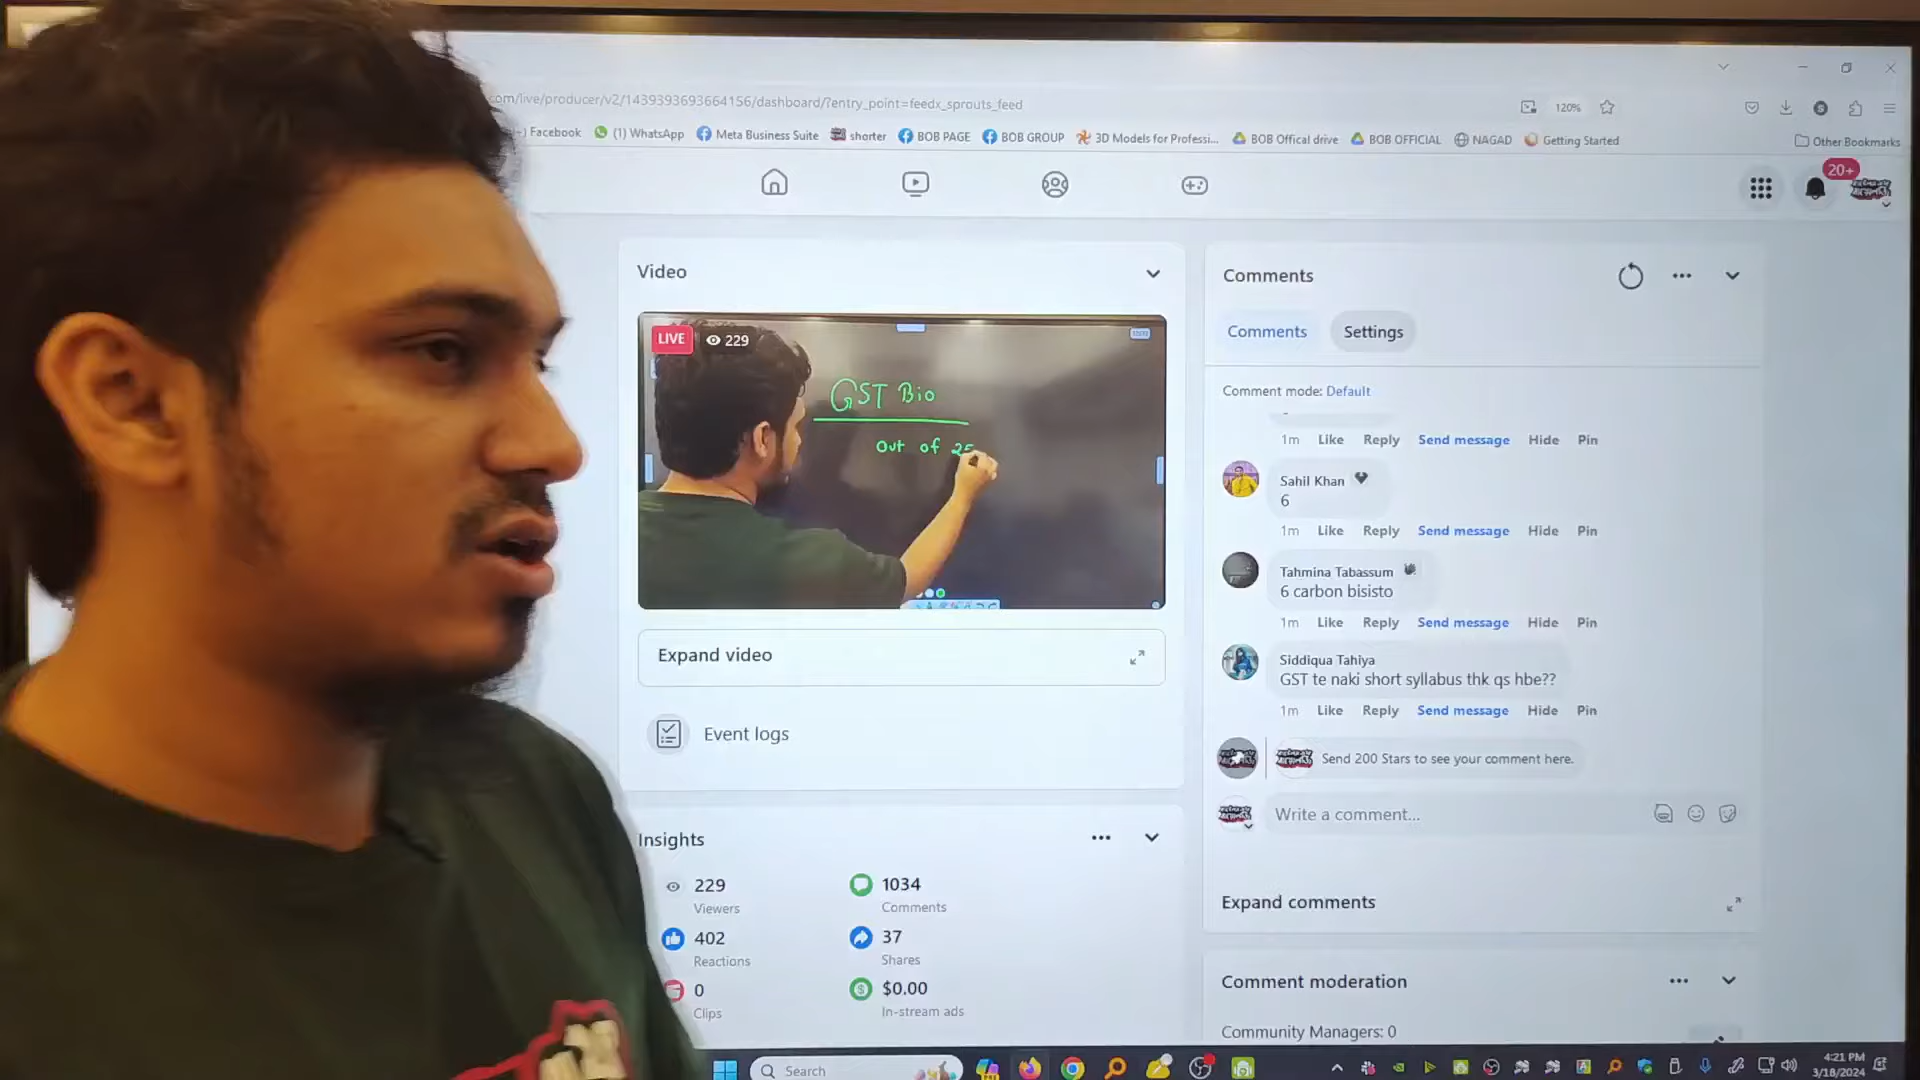 com/live/producer/v2/1439393693664156/dashboard/?entry_point=feedx_sprouts_feed
120%
Facebook
(1) WhatsApp
Meta Business Suite
shorter
BOB PAGE
BOB GROUP
3D Models for Professi...
BOB Offical drive
BOB OFFICIAL
NAGAD
Getting Started
Other Bookmarks
20+
Video
LIVE
229
GST Bio
Out of 25
Expand video
Event logs
Insights
229
Viewers
1034
Comments
402
Reactions
37
Shares
0
Clips
$0.00
In-stream ads
Comments
Comments
Settings
Comment mode: Default
1m Like Reply Send message Hide Pin
Sahil Khan
6
1m Like Reply Send message Hide Pin
Tahmina Tabassum
6 carbon bisisto
1m Like Reply Send message Hide Pin
Siddiqua Tahiya
GST te naki short syllabus thk qs hbe??
1m Like Reply Send message Hide Pin
Send 200 Stars to see your comment here.
Write a comment...
Expand comments
Comment moderation
Community Managers: 0
Search
4:21 PM
3/18/2024